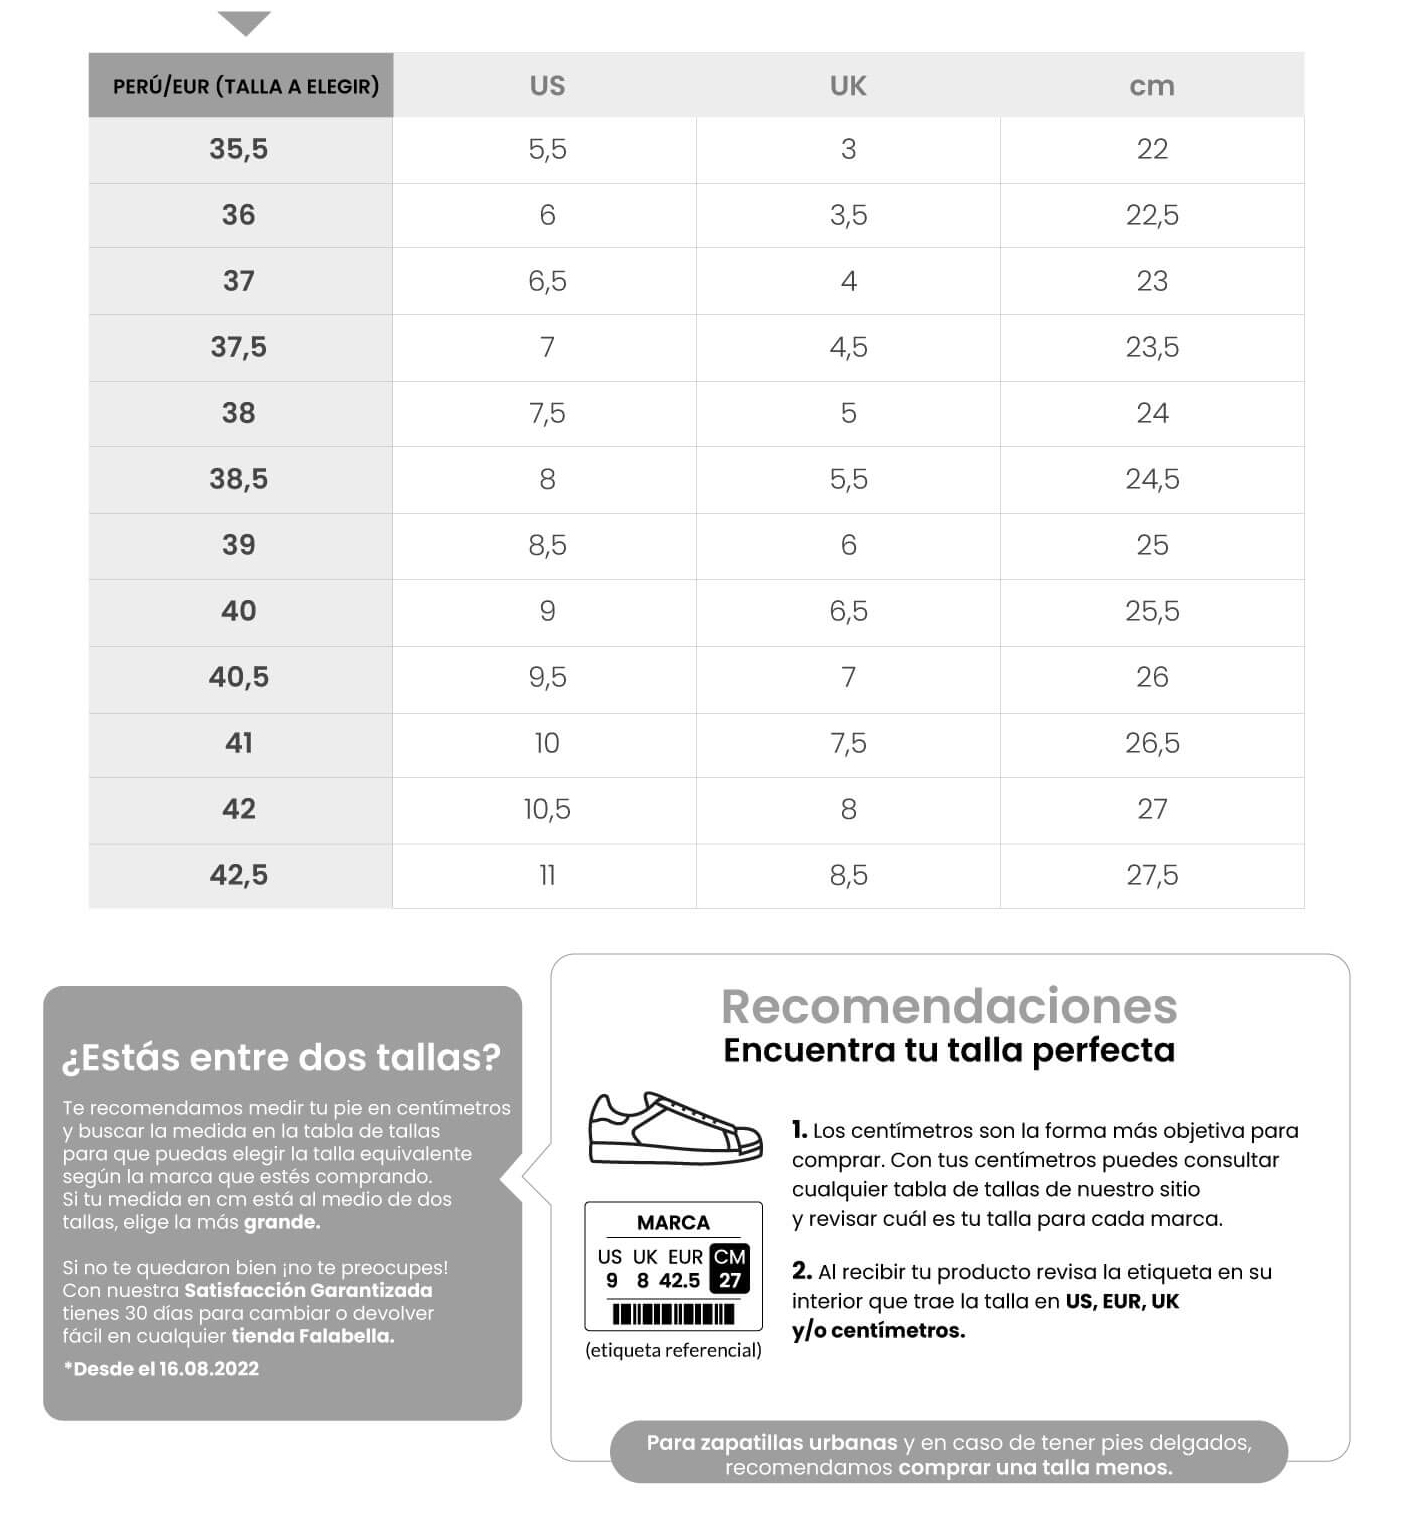 PERÚ/EUR (TALLA A ELEGIR) US UK cm
35,5 5,5 3 22
36 6 3,5 22,5
37 6,5 4 23
37,5 7 4,5 23,5
38 7,5 5 24
38,5 8 5,5 24,5
39 8,5 6 25
40 9 6,5 25,5
40,5 9,5 7 26
41 10 7,5 26,5
42 10,5 8 27
42,5 11 8,5 27,5
¿Estás entre dos tallas?
Te recomendamos medir tu pie en centímetros
y buscar la medida en la tabla de tallas
para que puedas elegir la talla equivalente
según la marca que estés comprando.
Si tu medida en cm está al medio de dos
tallas, elige la más grande.
Si no te quedaron bien ¡no te preocupes!
Con nuestra Satisfacción Garantizada
tienes 30 días para cambiar o devolver
fácil en cualquier tienda Falabella.
*Desde el 16.08.2022
Recomendaciones
Encuentra tu talla perfecta
MARCA
US UK EUR CM
9 8 42.5 27
(etiqueta referencial)
1. Los centímetros son la forma más objetiva para
comprar. Con tus centímetros puedes consultar
cualquier tabla de tallas de nuestro sitio
y revisar cuál es tu talla para cada marca.
2. Al recibir tu producto revisa la etiqueta en su
interior que trae la talla en US, EUR, UK
y/o centímetros.
Para zapatillas urbanas y en caso de tener pies delgados,
recomendamos comprar una talla menos.